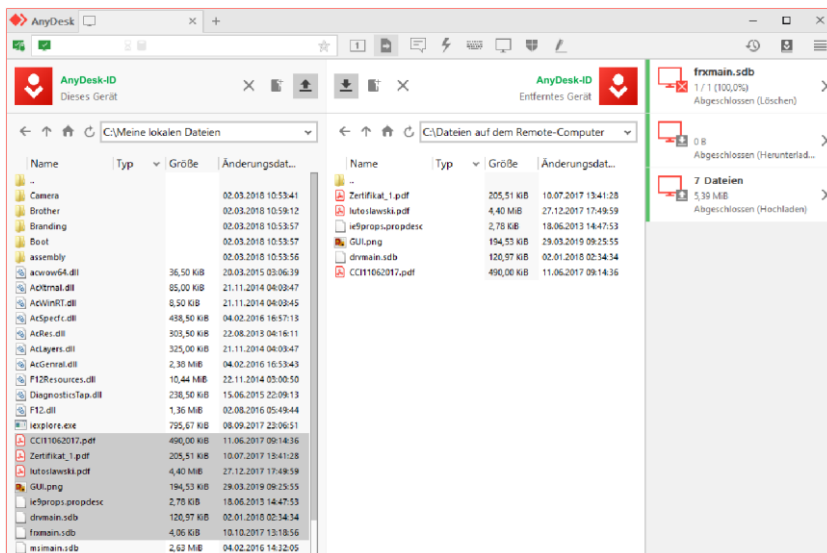 AnyDesk
AnyDesk-ID
Dieses Gerät
C:\Meine lokalen Dateien
Name Typ Größe Änderungsdat...
..
Camera 02.03.2018 10:53:41
Brother 02.03.2018 10:59:12
Branding 02.03.2018 10:53:57
Boot 02.03.2018 10:53:57
assembly 02.03.2018 10:53:56
acwow64.dll 36,50 KiB 20.03.2015 03:06:39
AcXtrnal.dll 85,00 KiB 21.11.2014 04:03:47
AcWinRT.dll 8,50 KiB 21.11.2014 04:03:45
AcSpecfc.dll 438,50 KiB 04.02.2016 16:57:13
AcRes.dll 303,50 KiB 22.08.2013 04:16:11
AcLayers.dll 325,00 KiB 21.11.2014 04:03:47
AcGenral.dll 2,38 MiB 04.02.2016 16:53:43
F12Resources.dll 10,44 MiB 22.11.2014 03:00:50
DiagnosticsTap.dll 238,50 KiB 15.06.2015 22:09:13
F12.dll 1,36 MiB 02.08.2016 05:49:44
iexplore.exe 795,67 KiB 08.09.2017 23:06:51
CCI11062017.pdf 490,00 KiB 11.06.2017 09:14:36
Zertifikat_1.pdf 205,51 KiB 10.07.2017 13:41:28
lutoslawski.pdf 4,40 MiB 27.12.2017 17:49:59
GUI.png 194,53 KiB 29.03.2019 09:25:55
ie9props.propdesc 2,78 KiB 18.06.2013 14:47:53
drvmain.sdb 120,97 KiB 02.01.2018 02:34:34
frxmain.sdb 4,06 KiB 10.10.2017 13:18:56
msimain.sdb 2,63 MiB 04.02.2016 14:32:05
AnyDesk-ID
Entferntes Gerät
C:\Dateien auf dem Remote-Computer
Name Typ Größe Änderungsdat...
..
Zertifikat_1.pdf 205,51 KiB 10.07.2017 13:41:28
lutoslawski.pdf 4,40 MiB 27.12.2017 17:49:59
ie9props.propdesc 2,78 KiB 18.06.2013 14:47:53
GUI.png 194,53 KiB 29.03.2019 09:25:55
drvmain.sdb 120,97 KiB 02.01.2018 02:34:34
CCI11062017.pdf 490,00 KiB 11.06.2017 09:14:36
frxmain.sdb
1 / 1 (100,0%)
Abgeschlossen (Löschen)
0 B
Abgeschlossen (Herunterlad...
7 Dateien
5,39 MiB
Abgeschlossen (Hochladen)